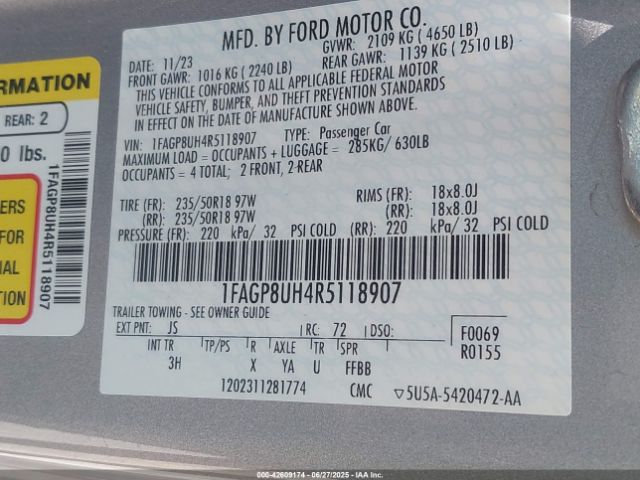 MFD. BY FORD MOTOR CO.
DATE: 11/23 GVWR: 2109 KG ( 4650 LB)
FRONT GAWR: 1016 KG ( 2240 LB) REAR GAWR: 1139 KG ( 2510 LB)
THIS VEHICLE CONFORMS TO ALL APPLICABLE FEDERAL MOTOR
VEHICLE SAFETY, BUMPER, AND THEFT PREVENTION STANDARDS
IN EFFECT ON THE DATE OF MANUFACTURE SHOWN ABOVE.
VIN: 1FAGP8UH4R5118907 TYPE: Passenger Car
MAXIMUM LOAD = OCCUPANTS + LUGGAGE = 285KG/ 630LB
OCCUPANTS = 4 TOTAL; 2 FRONT, 2-REAR
TIRE (FR): 235/50R18 97W RIMS (FR): 18x8.0J
(RR): 235/50R18 97W (RR): 18x8.0J
PRESSURE (FR): 220 kPa/ 32 PSI COLD (RR): 220 kPa/ 32 PSI COLD
1FAGP8UH4R5118907
TRAILER TOWING - SEE OWNER GUIDE
EXT PNT: JS RC: 72 DSO: F0069
R0155
INT TR TP/PS R AXLE TR SPR
3H X YA U FFBB
1202311281774 CMC ▽5U5A-5420472-AA
ORMATION
REAR: 2
0 lbs.
1FAGP8UH4R5118907
ERS
FOR
IAL
TION
000-42609174 - 06/27/2025 - IAAI.COM